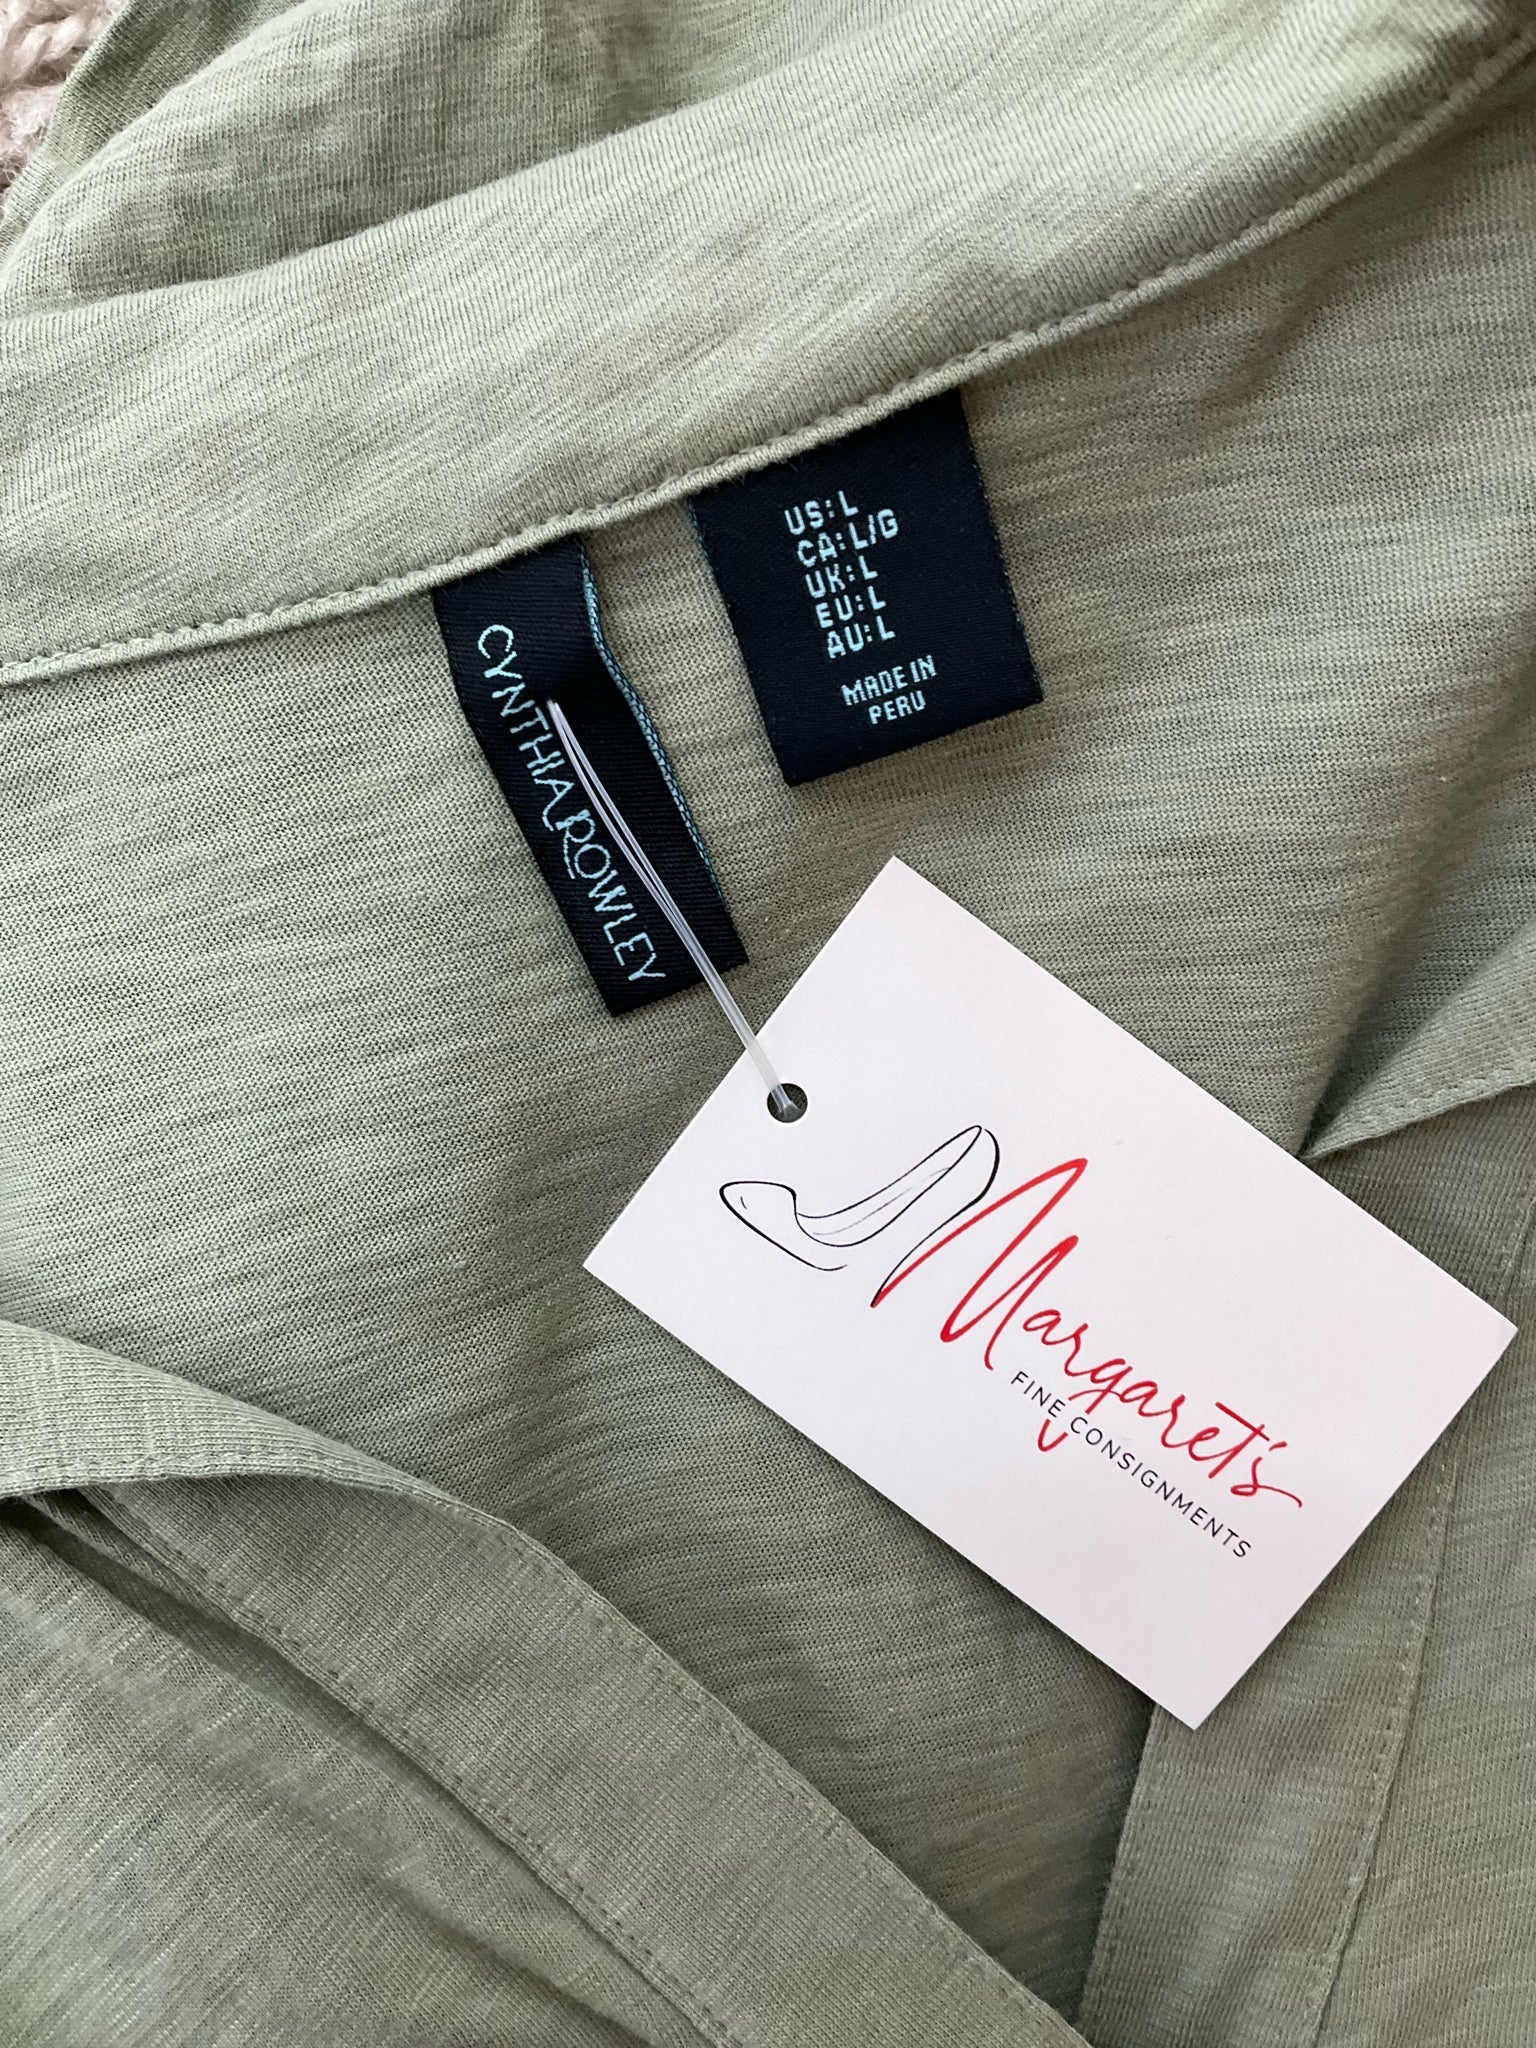 CYNTHIA ROWLEY
US: L
CA: L/G
UK: L
EU: L
AU: L
MADE IN
PERU
Margaret's
FINE CONSIGNMENTS